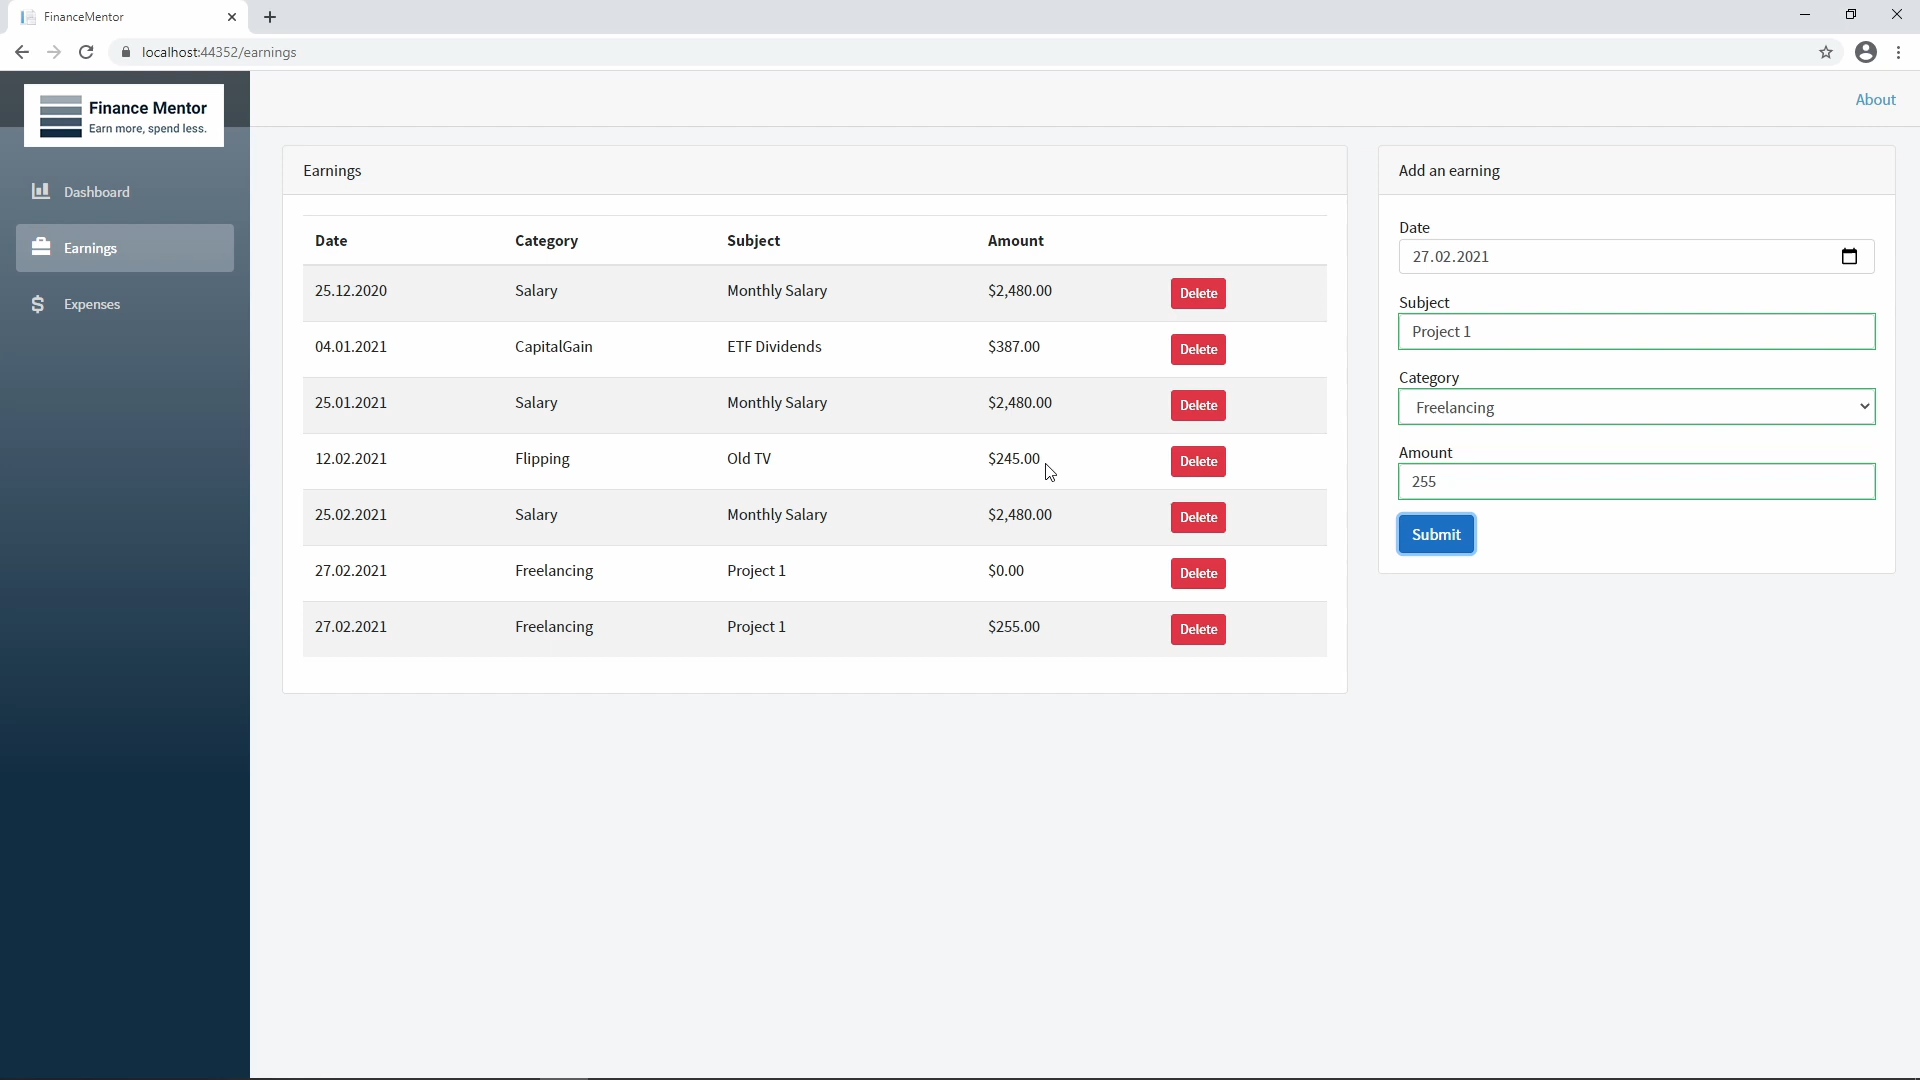 FinanceMentor
localhost:44352/earnings
Finance Mentor
Earn more, spend less.
About
Dashboard
Earnings
Expenses
Earnings
Date Category Subject Amount
25.12.2020 Salary Monthly Salary $2,480.00 Delete
04.01.2021 CapitalGain ETF Dividends $387.00 Delete
25.01.2021 Salary Monthly Salary $2,480.00 Delete
12.02.2021 Flipping Old TV $245.00 Delete
25.02.2021 Salary Monthly Salary $2,480.00 Delete
27.02.2021 Freelancing Project 1 $0.00 Delete
27.02.2021 Freelancing Project 1 $255.00 Delete
Add an earning
Date
27.02.2021
Subject
Project 1
Category
Freelancing
Amount
255
Submit